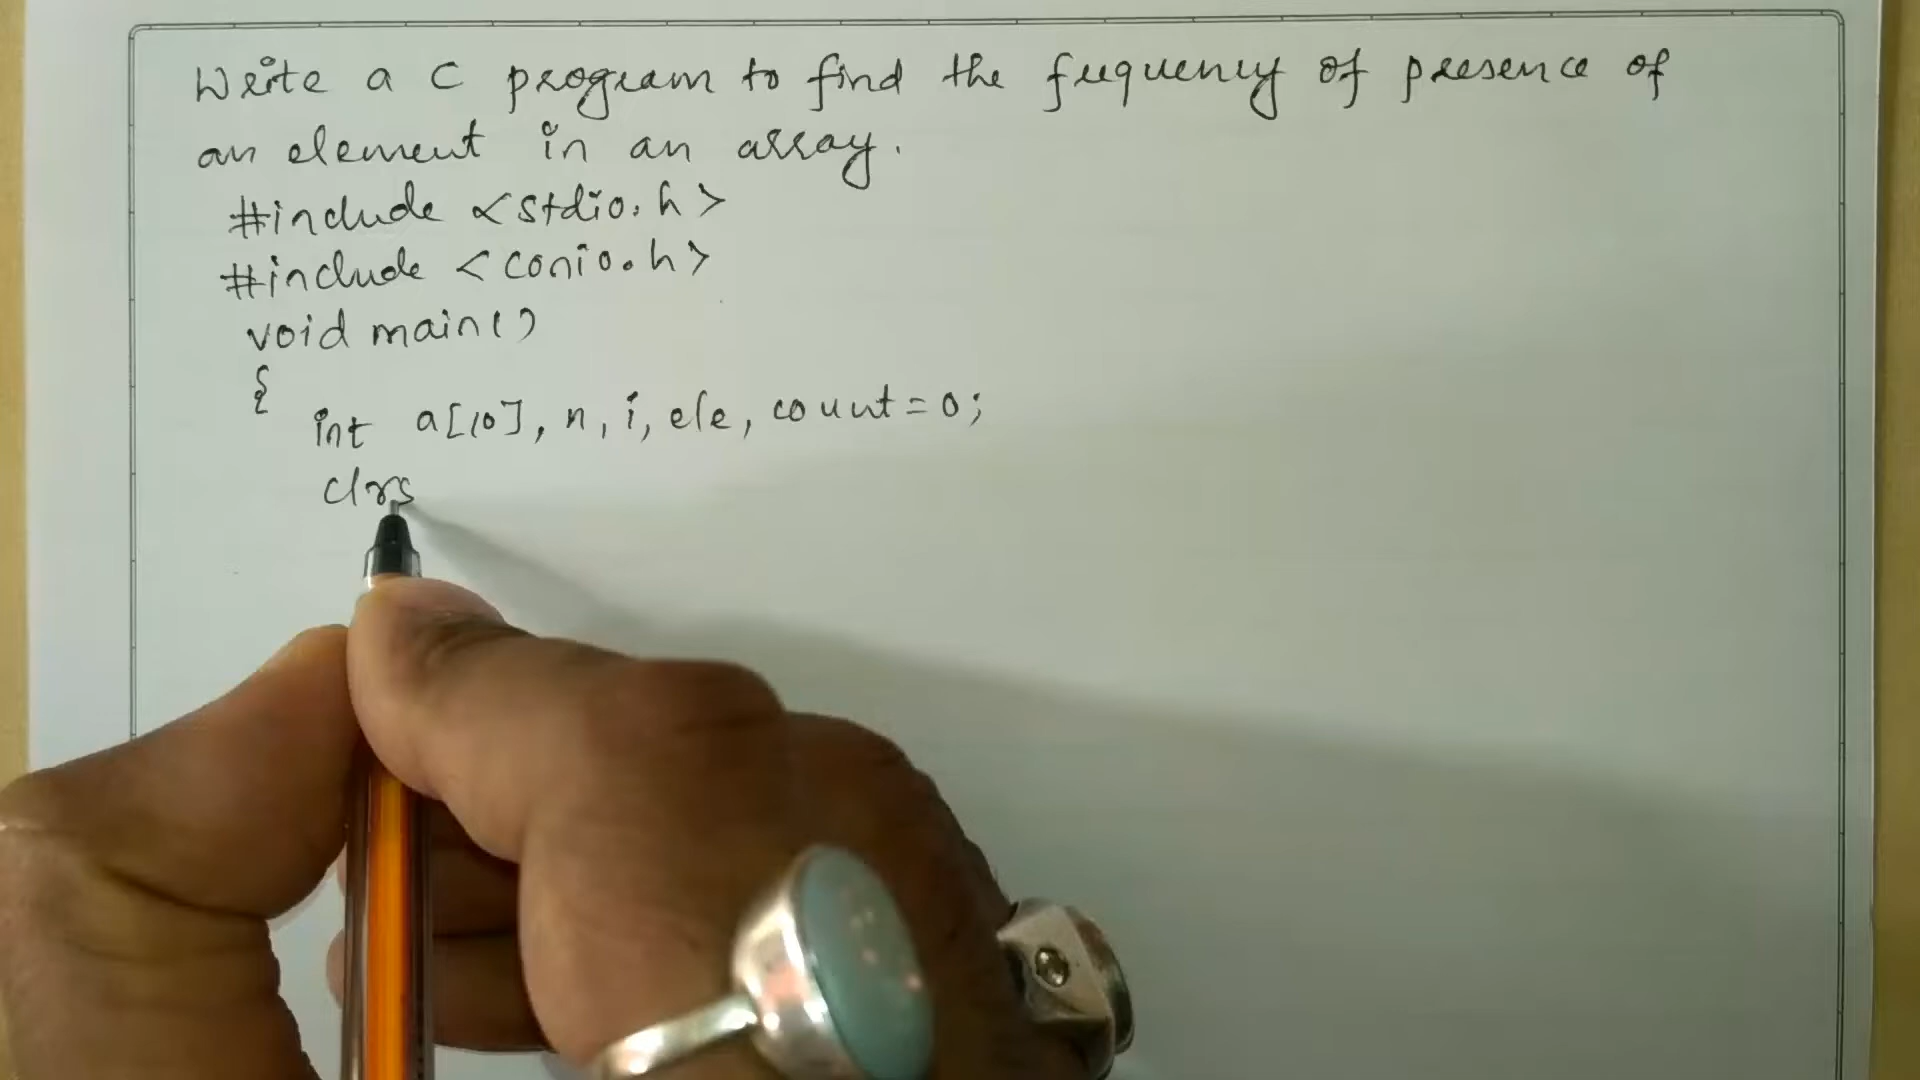 Write a C program to find the fuquency of presence of
an element in an array.
#include <stdio.h>
#include <conio.h>
void main()
{
int a[10], n, i, ele, count=0;
clrs